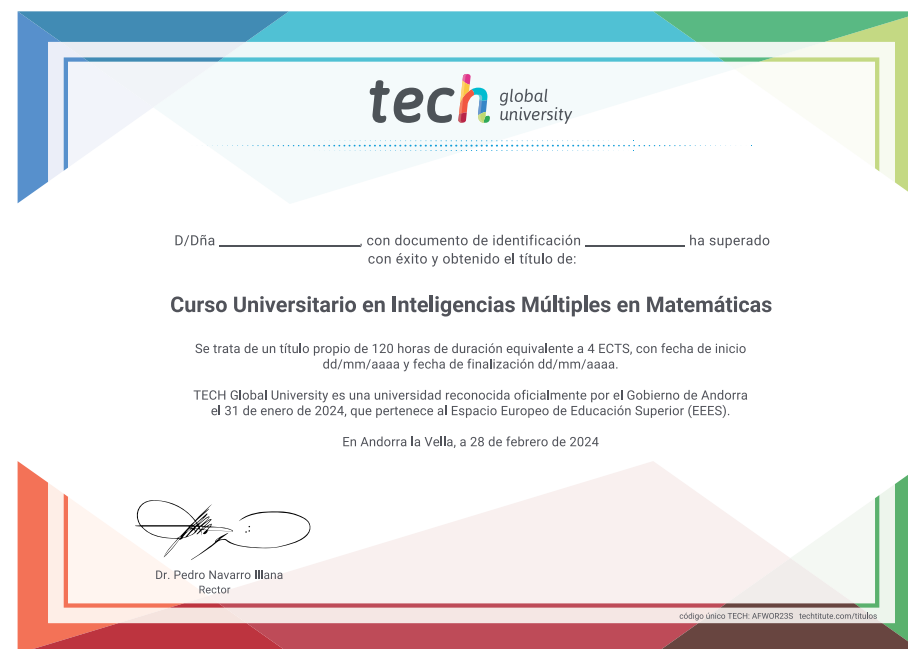 tech global university
D/Dña ____________________, con documento de identificación ______________ ha superado
con éxito y obtenido el título de:
Curso Universitario en Inteligencias Múltiples en Matemáticas
Se trata de un título propio de 120 horas de duración equivalente a 4 ECTS, con fecha de inicio
dd/mm/aaaa y fecha de finalización dd/mm/aaaa.
TECH Global University es una universidad reconocida oficialmente por el Gobierno de Andorra
el 31 de enero de 2024, que pertenece al Espacio Europeo de Educación Superior (EEES).
En Andorra la Vella, a 28 de febrero de 2024
Dr. Pedro Navarro Illana
Rector
código único TECH: AFWOR23S techtitute.com/titulos